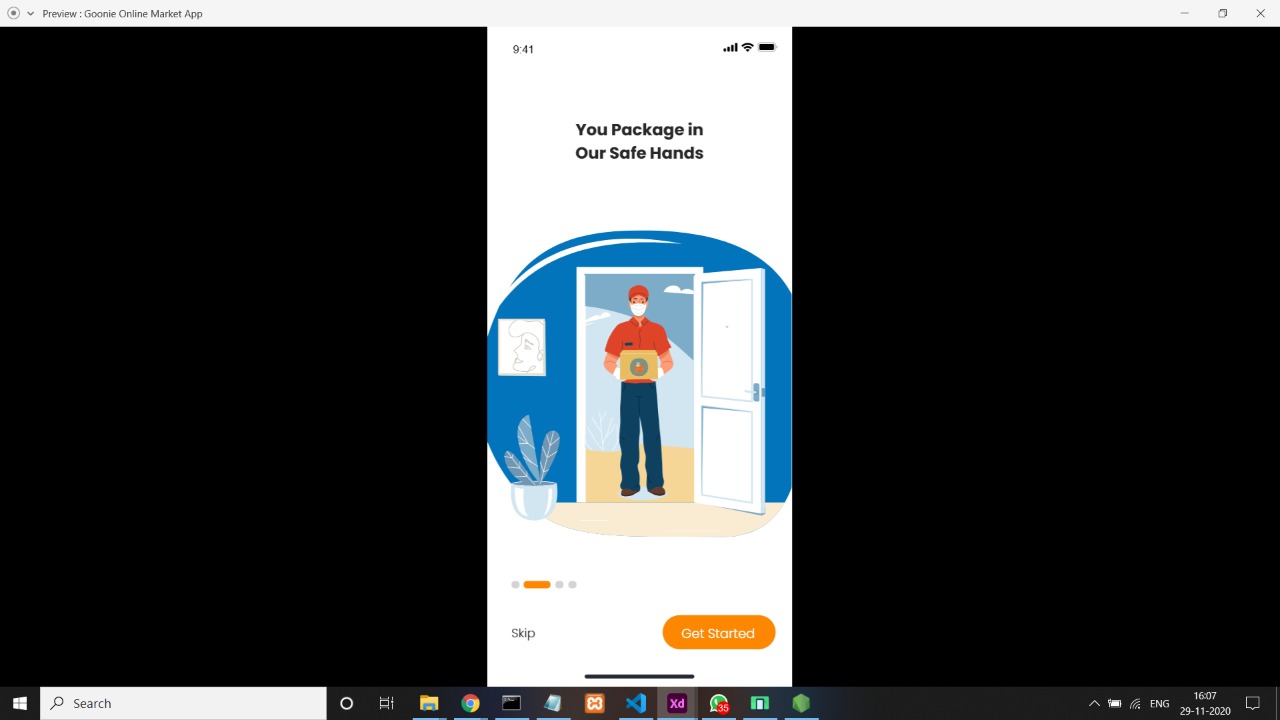 Preview : Goonie Online Market App
9:41
You Package in
Our Safe Hands
Skip
Get Started
Search
Xd
35
ENG
16:07
29-11-2020